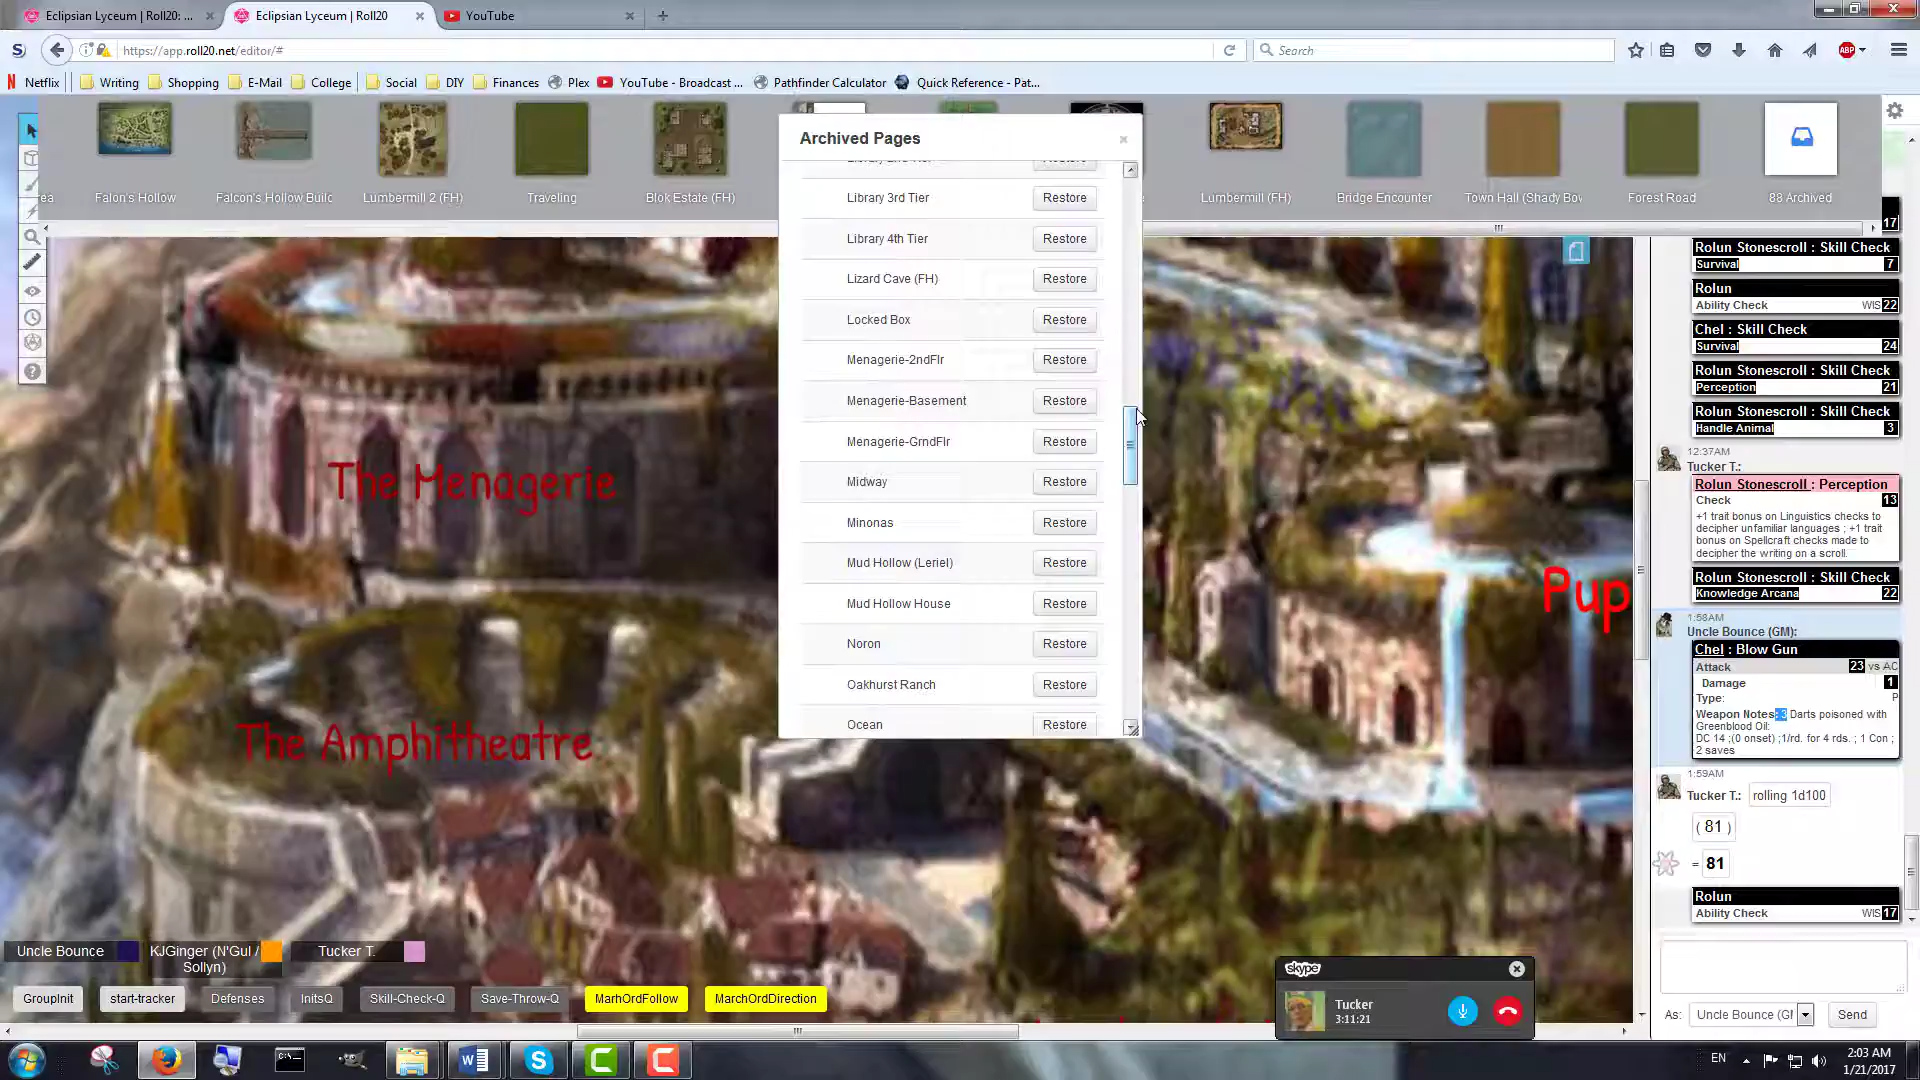 Eclipsian Lyceum | Roll20: ...
Eclipsian Lyceum | Roll20
YouTube
https://app.roll20.net/editor/#
Search
Netflix
Writing
Shopping
E-Mail
College
Social
DIY
Finances
Plex
YouTube - Broadcast ...
Pathfinder Calculator
Quick Reference - Pat...
Falon's Hollow
Falcon's Hollow Builc
Lumbermill 2 (FH)
Traveling
Blok Estate (FH)
Lumbermill (FH)
Bridge Encounter
Town Hall (Shady Bov
Forest Road
88 Archived
Archived Pages
Library 3rd Tier Restore
Library 4th Tier Restore
Lizard Cave (FH) Restore
Locked Box Restore
Menagerie-2ndFlr Restore
Menagerie-Basement Restore
Menagerie-GrndFlr Restore
Midway Restore
Minonas Restore
Mud Hollow (Leriel) Restore
Mud Hollow House Restore
Noron Restore
Oakhurst Ranch Restore
Ocean Restore
The Menagerie
The Amphitheatre
Pup
17
Rolun Stonescroll : Skill Check
Survival 7
Rolun
Ability Check WIS 22
Chel : Skill Check
Survival 24
Rolun Stonescroll : Skill Check
Perception 21
Rolun Stonescroll : Skill Check
Handle Animal 3
12:37AM
Tucker T.:
Rolun Stonescroll : Perception
Check 13
+1 trait bonus on Linguistics checks to
decipher unfamiliar languages ; +1 trait
bonus on Spellcraft checks made to
decipher the writing on a scroll.
Rolun Stonescroll : Skill Check
Knowledge Arcana 22
1:58AM
Uncle Bounce (GM):
Chel : Blow Gun
Attack 23 vs AC
Damage 1
Type: P
Weapon Notes: 3 Darts poisoned with
Greenblood Oil:
DC 14 ;(0 onset) ;1/rd. for 4 rds. ; 1 Con ;
2 saves
1:59AM
Tucker T.: rolling 1d100
( 81 )
= 81
Rolun
Ability Check WIS 17
Uncle Bounce
KJGinger (N'Gul /
Sollyn)
Tucker T.
GroupInit
start-tracker
Defenses
InitsQ
Skill-Check-Q
Save-Throw-Q
MarhOrdFollow
MarchOrdDirection
skype
Tucker
3:11:21
As: Uncle Bounce (GI Send
EN
2:03 AM
1/21/2017